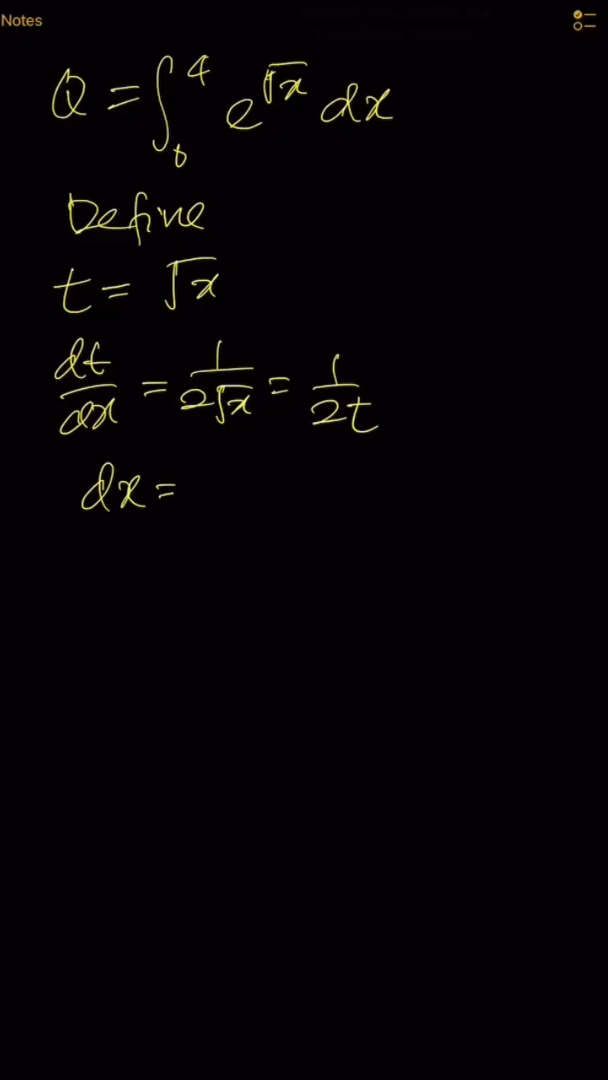 Notes
Q = ∫₀⁴ e^√x dx
Define
t = √x
dt/dx = 1/(2√x) = 1/(2t)
dx =